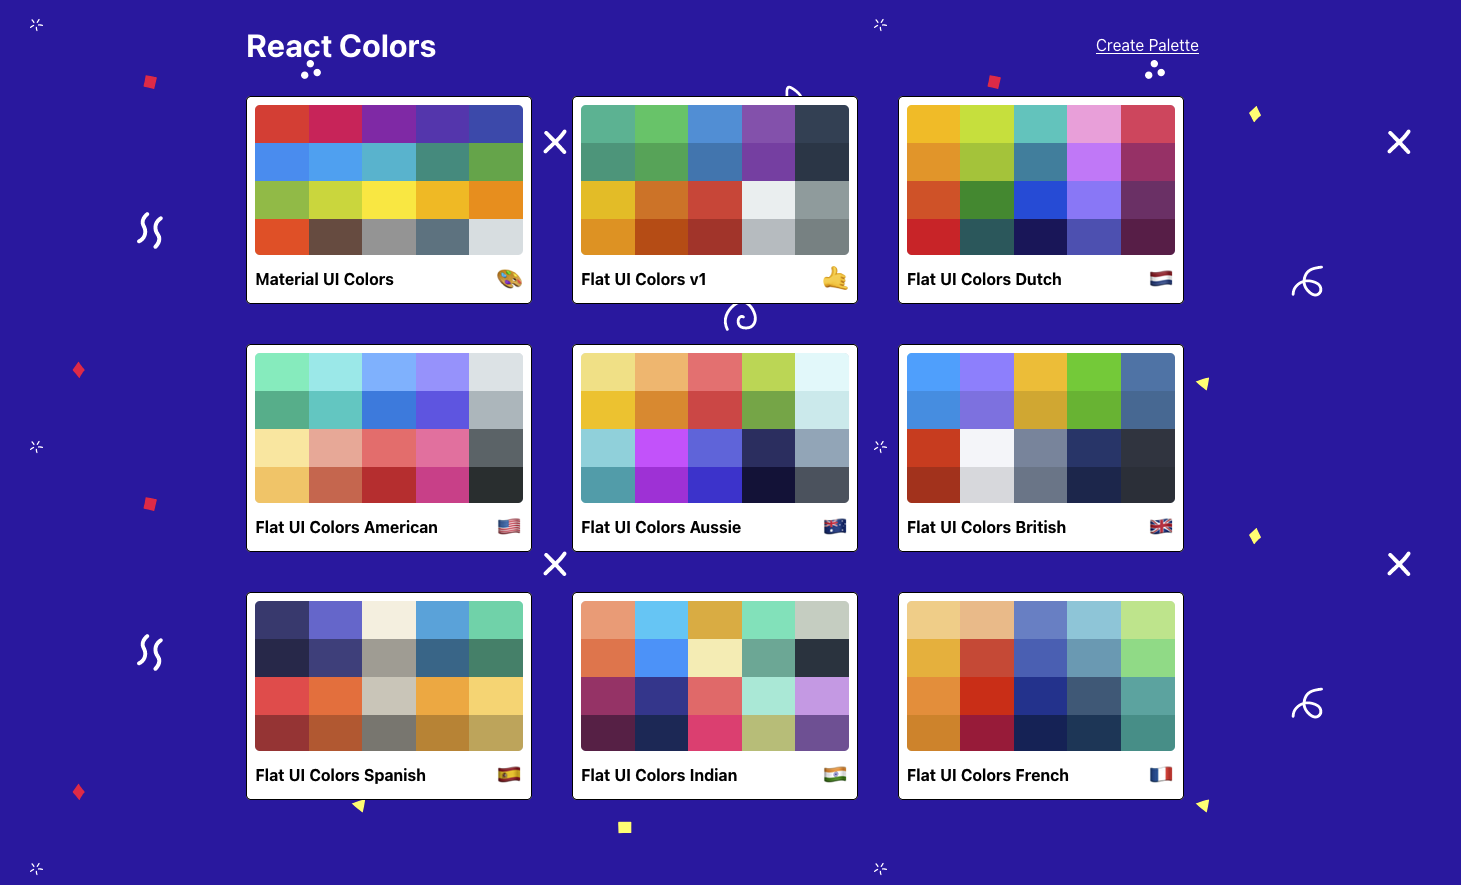 React Colors
Create Palette
Material UI Colors
Flat UI Colors v1
Flat UI Colors Dutch
Flat UI Colors American
Flat UI Colors Aussie
Flat UI Colors British
Flat UI Colors Spanish
Flat UI Colors Indian
Flat UI Colors French